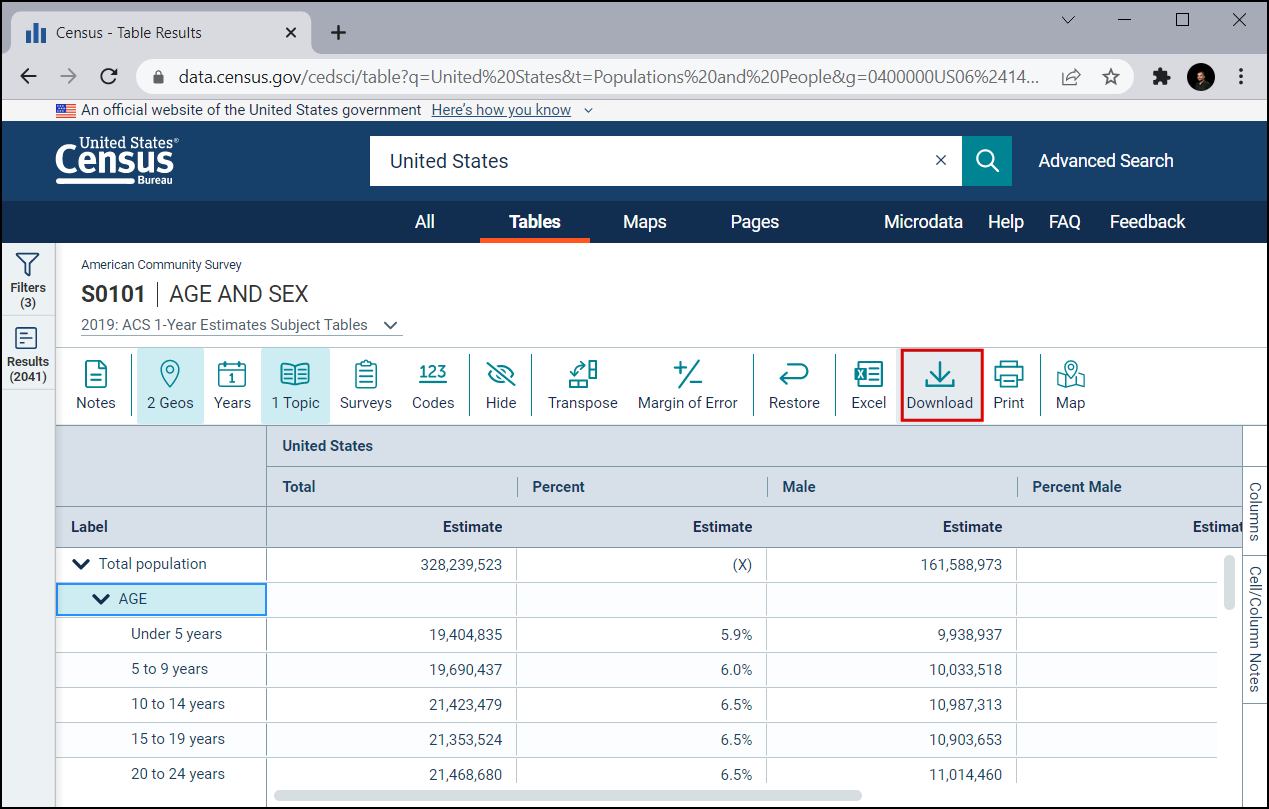 Census - Table Results
data.census.gov/cedsci/table?q=United%20States&t=Populations%20and%20People&g=0400000US06%2414...
An official website of the United States government Here's how you know
United States®
Census
Bureau
United States
Advanced Search
All Tables Maps Pages Microdata Help FAQ Feedback
Filters
(3)
Results
(2041)
American Community Survey
S0101 | AGE AND SEX
2019: ACS 1-Year Estimates Subject Tables
1
123
Notes 2 Geos Years 1 Topic Surveys Codes Hide Transpose Margin of Error Restore Excel Download Print Map
United States
Total Percent Male Percent Male
Label Estimate Estimate Estimate Estimat
Total population 328,239,523 (X) 161,588,973
AGE
Under 5 years 19,404,835 5.9% 9,938,937
5 to 9 years 19,690,437 6.0% 10,033,518
10 to 14 years 21,423,479 6.5% 10,987,313
15 to 19 years 21,353,524 6.5% 10,903,653
20 to 24 years 21,468,680 6.5% 11,014,460
Columns
Cell/Column Notes